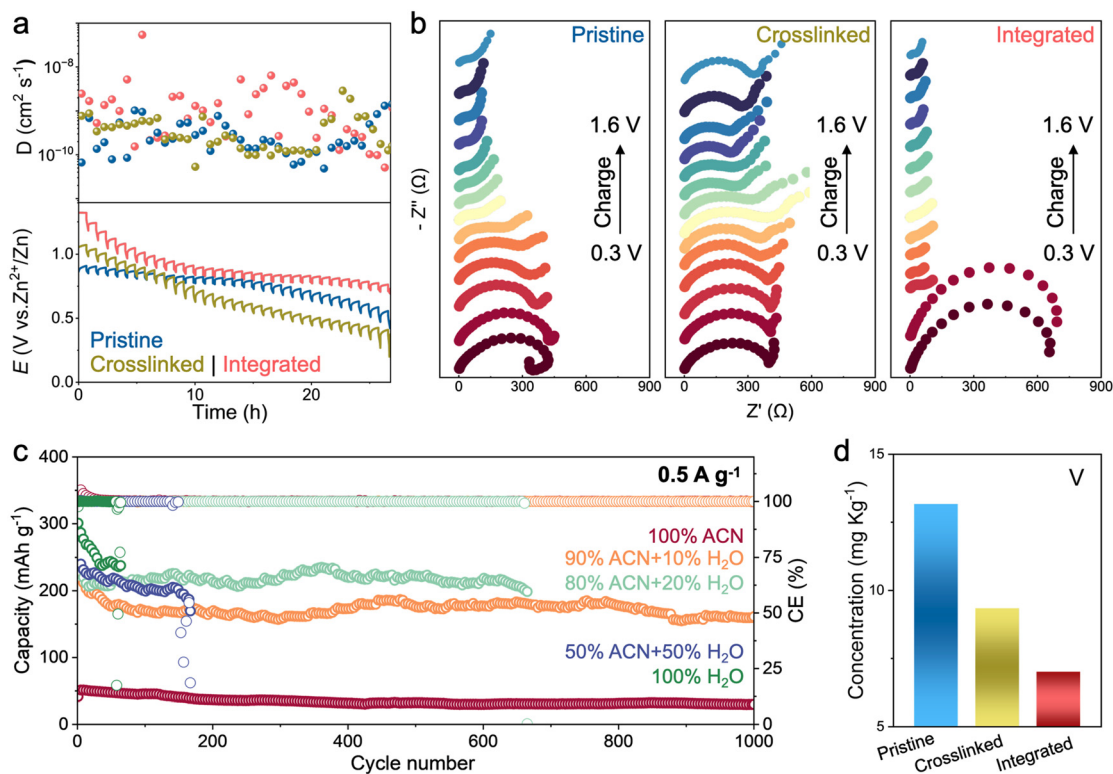 a
D (cm² s⁻¹)
10⁻⁸
10⁻¹⁰
E (V vs.Zn²⁺/Zn)
1.0
0.5
0.0
Pristine
Crosslinked | Integrated
0 10 20
Time (h)
b
- Z'' (Ω)
Pristine
1.6 V
Charge
0.3 V
0 300 600 900
Crosslinked
1.6 V
Charge
0.3 V
0 300 600 900
Z' (Ω)
Integrated
1.6 V
Charge
0.3 V
0 300 600 900
c
Capacity (mAh g⁻¹)
400
300
250
200
150
100
50
0
0.5 A g⁻¹
100% ACN
90% ACN+10% H₂O
80% ACN+20% H₂O
50% ACN+50% H₂O
100% H₂O
100
75
50
25
0
CE (%)
0 200 400 600 800 1000
Cycle number
d
Concentration (mg Kg⁻¹)
15
10
5
V
Pristine
Crosslinked
Integrated